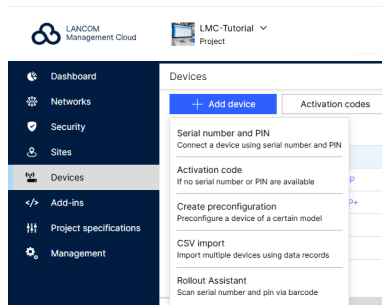 LANCOM
Management Cloud
LMC-Tutorial
Project
Dashboard
Networks
Security
Sites
Devices
Add-ins
Project specifications
Management
Devices
Add device
Activation codes
Serial number and PIN
Connect a device using serial number and PIN
Activation code
If no serial number or PIN are available
Create preconfiguration
Preconfigure a device of a certain model
CSV import
Import multiple devices using data records
Rollout Assistant
Scan serial number and pin via barcode
P
P+